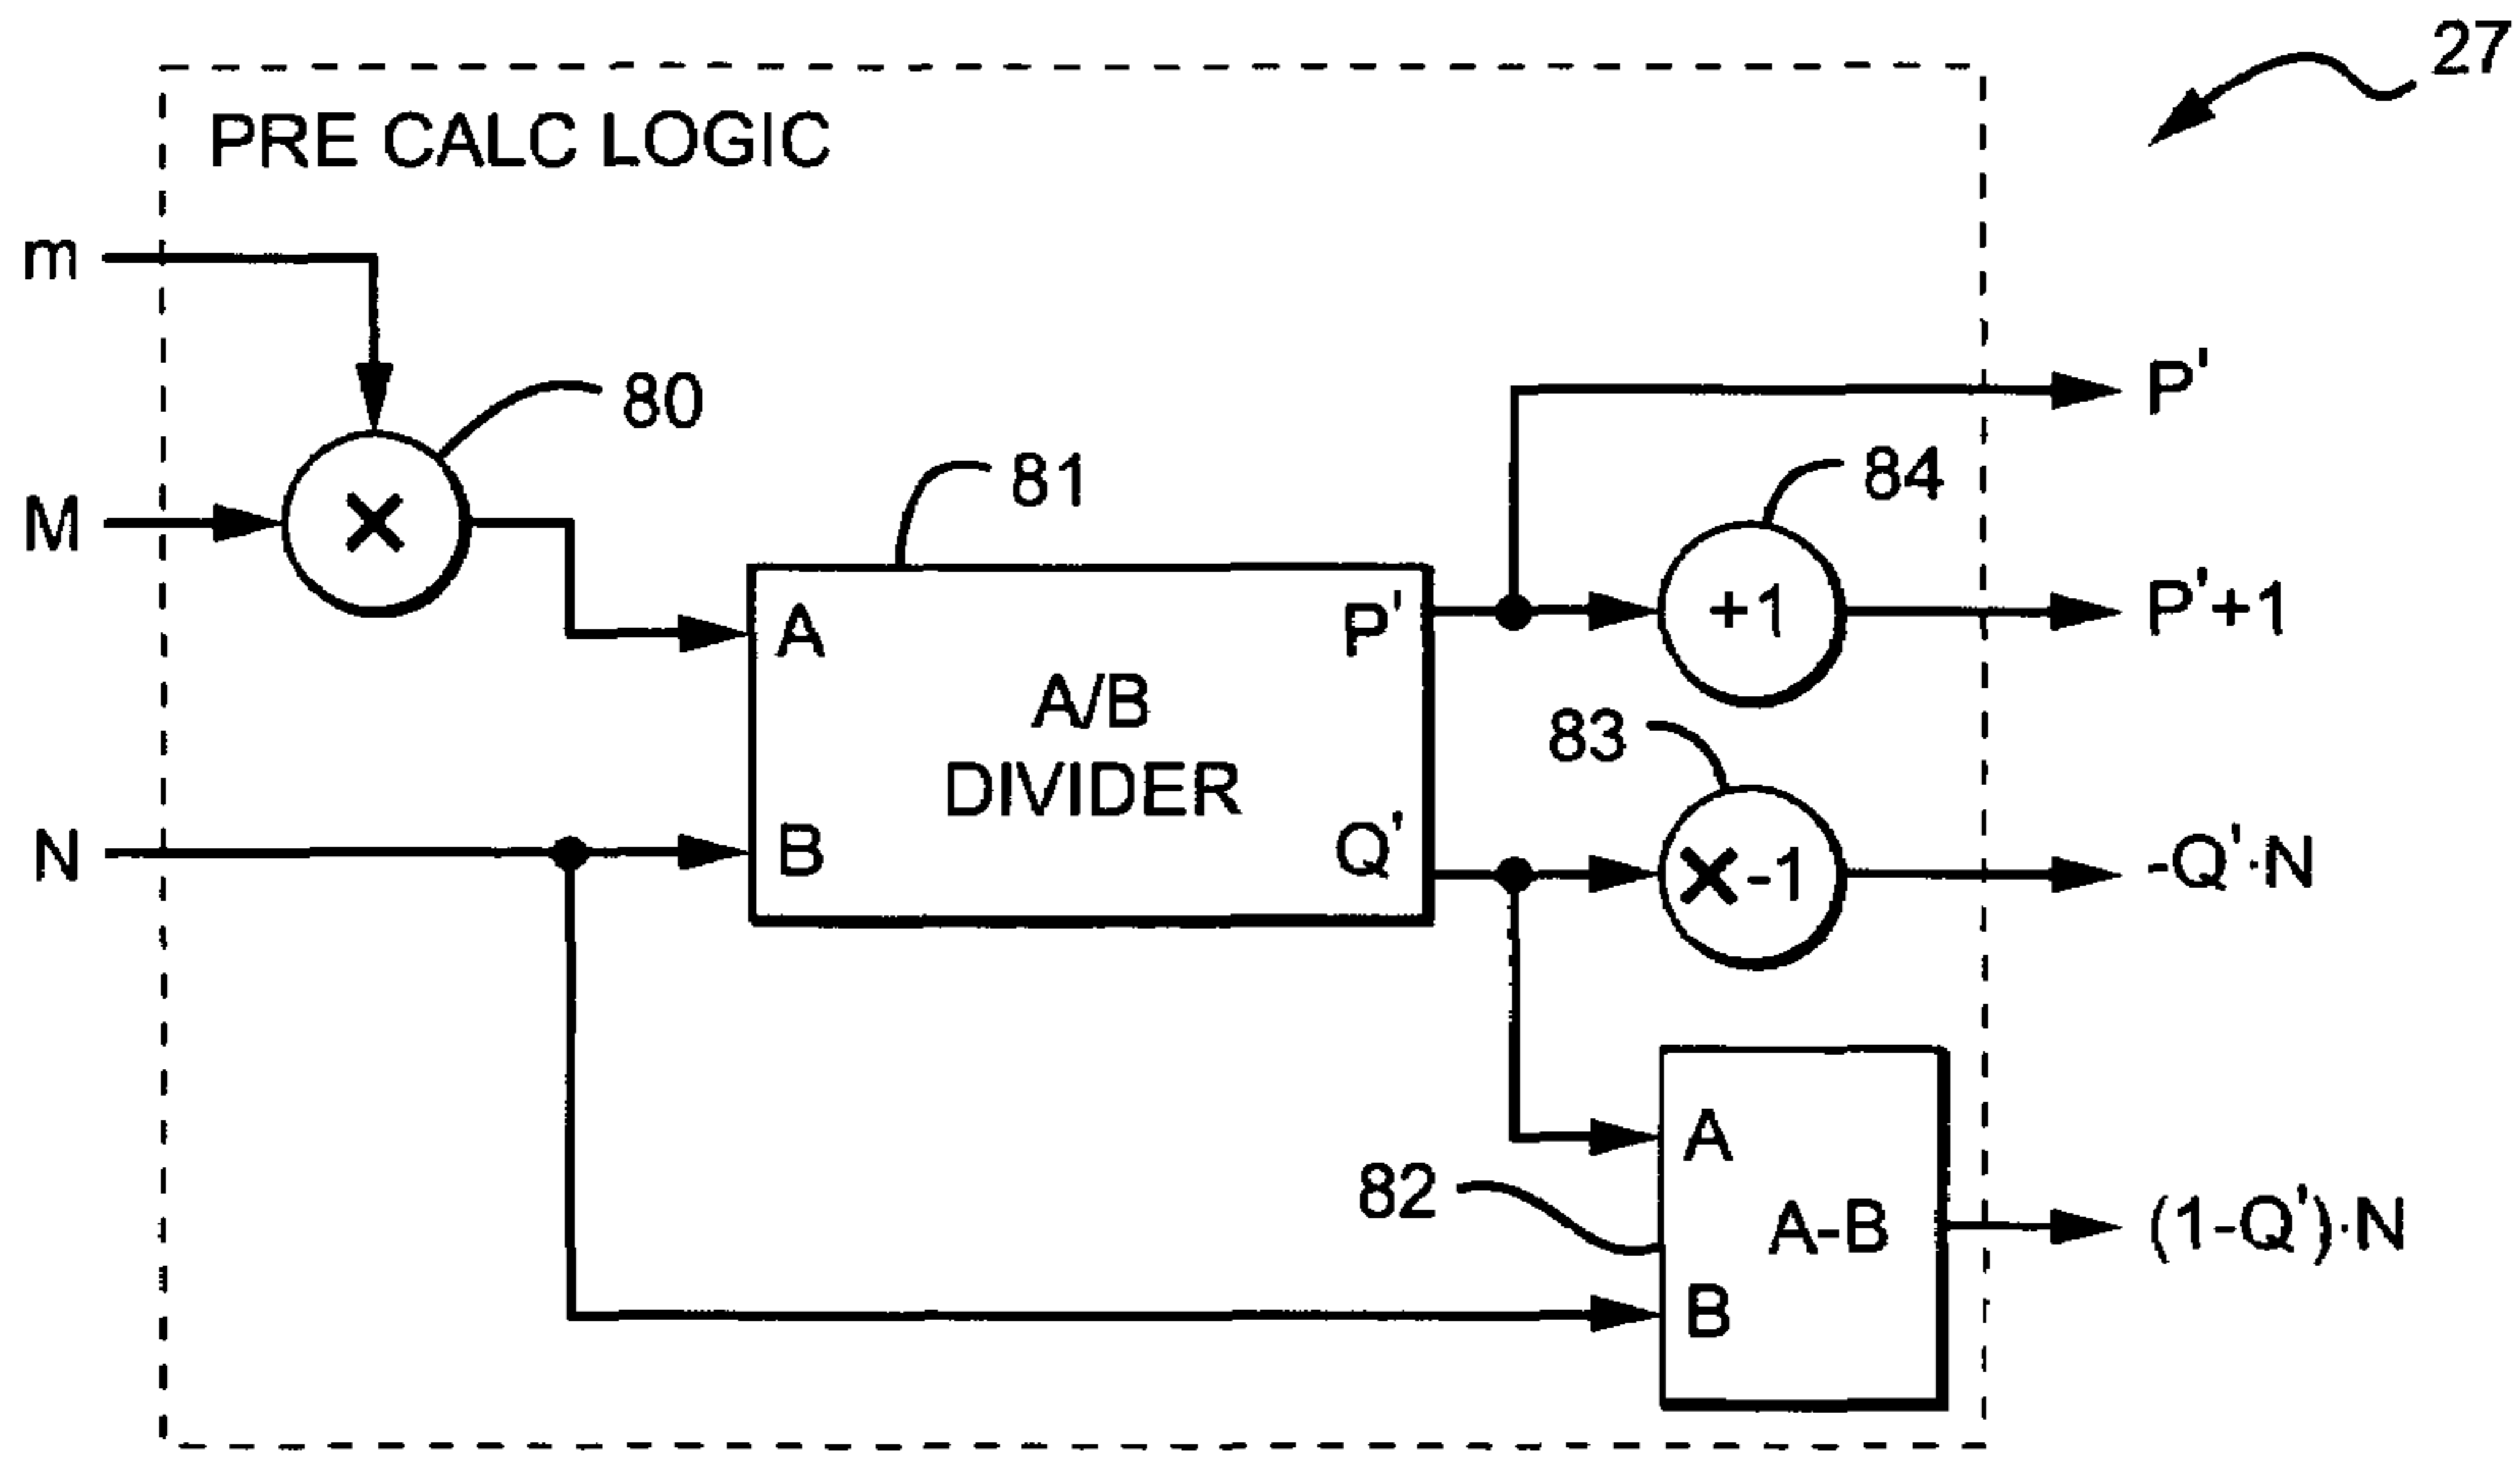 27
PRE CALC LOGIC
m
80
M
×
81
84
P'
A
P'
+1
P'+1
A/B
DIVIDER
83
N
B
Q'
×-1
-Q'·N
82
A
A-B
(1-Q')·N
B